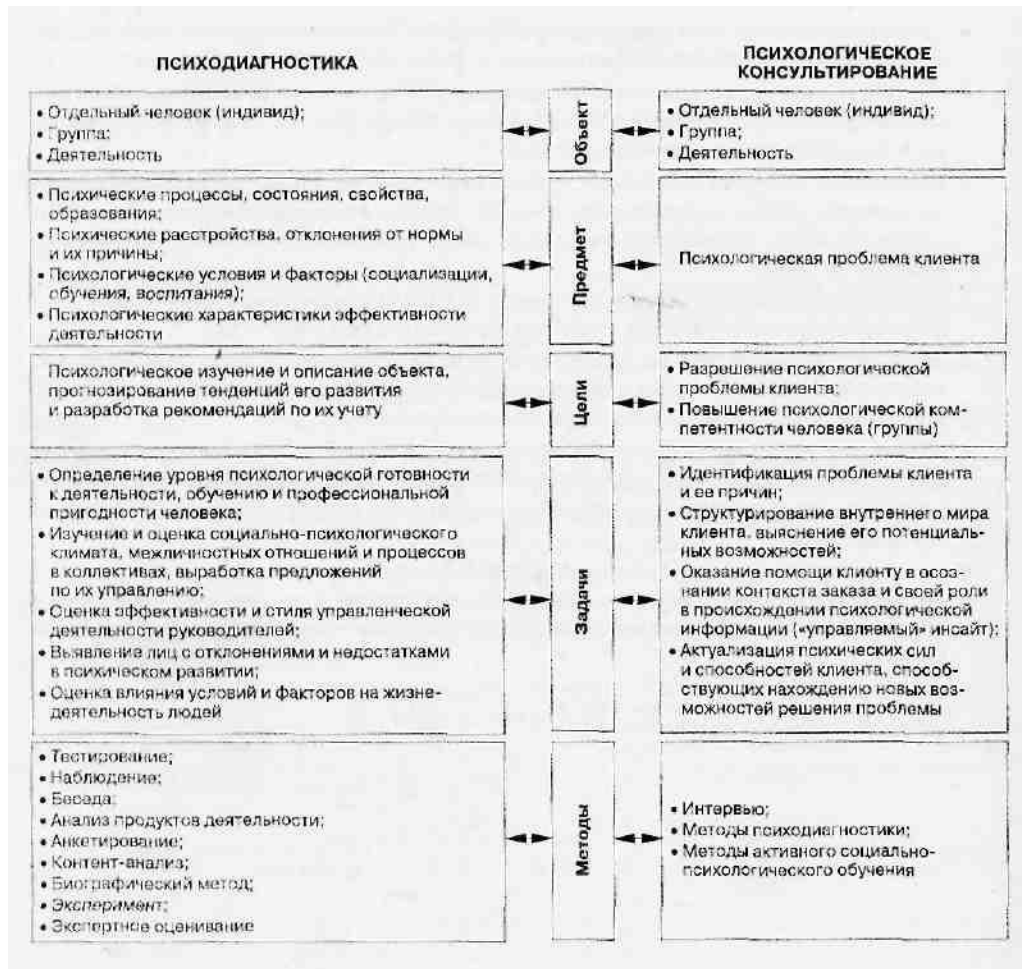 ПСИХОДИАГНОСТИКА
ПСИХОЛОГИЧЕСКОЕ
КОНСУЛЬТИРОВАНИЕ
• Отдельный человек (индивид);
• Группа;
• Деятельность
Объект
• Отдельный человек (индивид);
• Группа;
• Деятельность
• Психические процессы, состояния, свойства,
образования;
• Психические расстройства, отклонения от нормы
и их причины;
• Психологические условия и факторы (социализации,
обучения, воспитания);
• Психологические характеристики эффективности
деятельности
Предмет
Психологическая проблема клиента
Психологическое изучение и описание объекта,
прогнозирование тенденций его развития
и разработка рекомендаций по их учету
Цели
• Разрешение психологической
проблемы клиента;
• Повышение психологической ком-
петентности человека (группы)
• Определение уровня психологической готовности
к деятельности, обучению и профессиональной
пригодности человека;
• Изучение и оценка социально-психологического
климата, межличностных отношений и процессов
в коллективах, выработка предложений
по их управлению;
• Оценка эффективности и стиля управленческой
деятельности руководителей;
• Выявление лиц с отклонениями и недостатками
в психическом развитии;
• Оценка влияния условий и факторов на жизне-
деятельность людей
Задачи
• Идентификация проблемы клиента
и ее причин;
• Структурирование внутреннего мира
клиента, выяснение его потенциаль-
ных возможностей;
• Оказание помощи клиенту в осоз-
нании контекста заказа и своей роли
в происхождении психологической
информации («управляемый» инсайт);
• Актуализация психических сил
и способностей клиента, способ-
ствующих нахождению новых воз-
можностей решения проблемы
• Тестирование;
• Наблюдение;
• Беседа;
• Анализ продуктов деятельности;
• Анкетирование;
• Контент-анализ;
• Биографический метод;
• Эксперимент;
• Экспертное оценивание
Методы
• Интервью;
• Методы психодиагностики;
• Методы активного социально-
психологического обучения